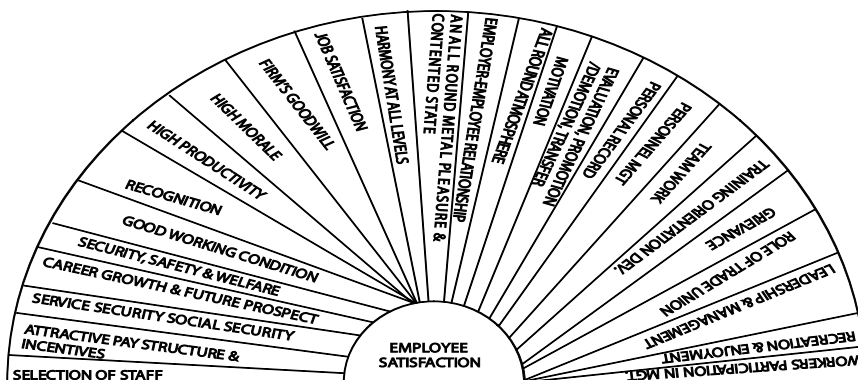 SELECTION OF STAFF
ATTRACTIVE PAY STRUCTURE &
INCENTIVES
SERVICE SECURITY SOCIAL SECURITY
CAREER GROWTH & FUTURE PROSPECT
SECURITY, SAFETY & WELFARE
GOOD WORKING CONDITION
RECOGNITION
HIGH PRODUCTIVITY
HIGH MORALE
FIRM'S GOODWILL
JOB SATISFACTION
HARMONY AT ALL LEVELS
AN ALL ROUND METAL PLEASURE &
CONTENTED STATE
EMPLOYER-EMPLOYEE RELATIONSHIP
ALL ROUND ATMOSPHERE
MOTIVATION
EVALUATION, PROMOTION
/DEMOTION, TRANSFER
PERSONAL RECORD
PERSONNEL MGT
TEAM WORK
TRAINING ORIENTATION DEV.
GRIEVANCE
ROLE OF TRADE UNION
LEADERSHIP & MANAGEMENT
RECREATION & ENJOYMENT
WORKERS PARTICIPATION IN MGT.
EMPLOYEE
SATISFACTION